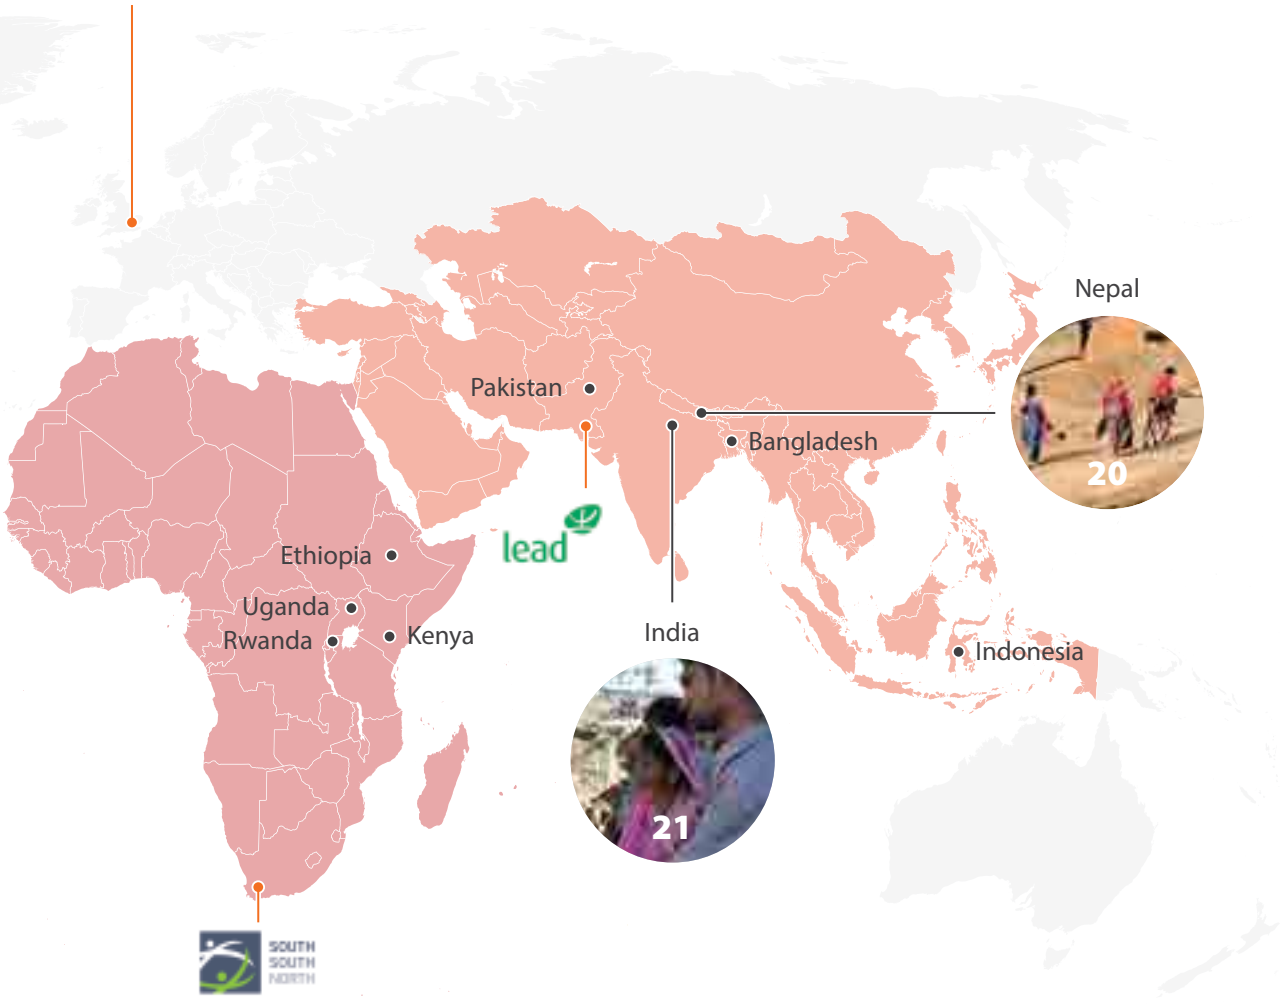 Nepal
20
Pakistan
Bangladesh
lead
Ethiopia
Uganda
Rwanda
Kenya
India
Indonesia
21
SOUTH
SOUTH
NORTH